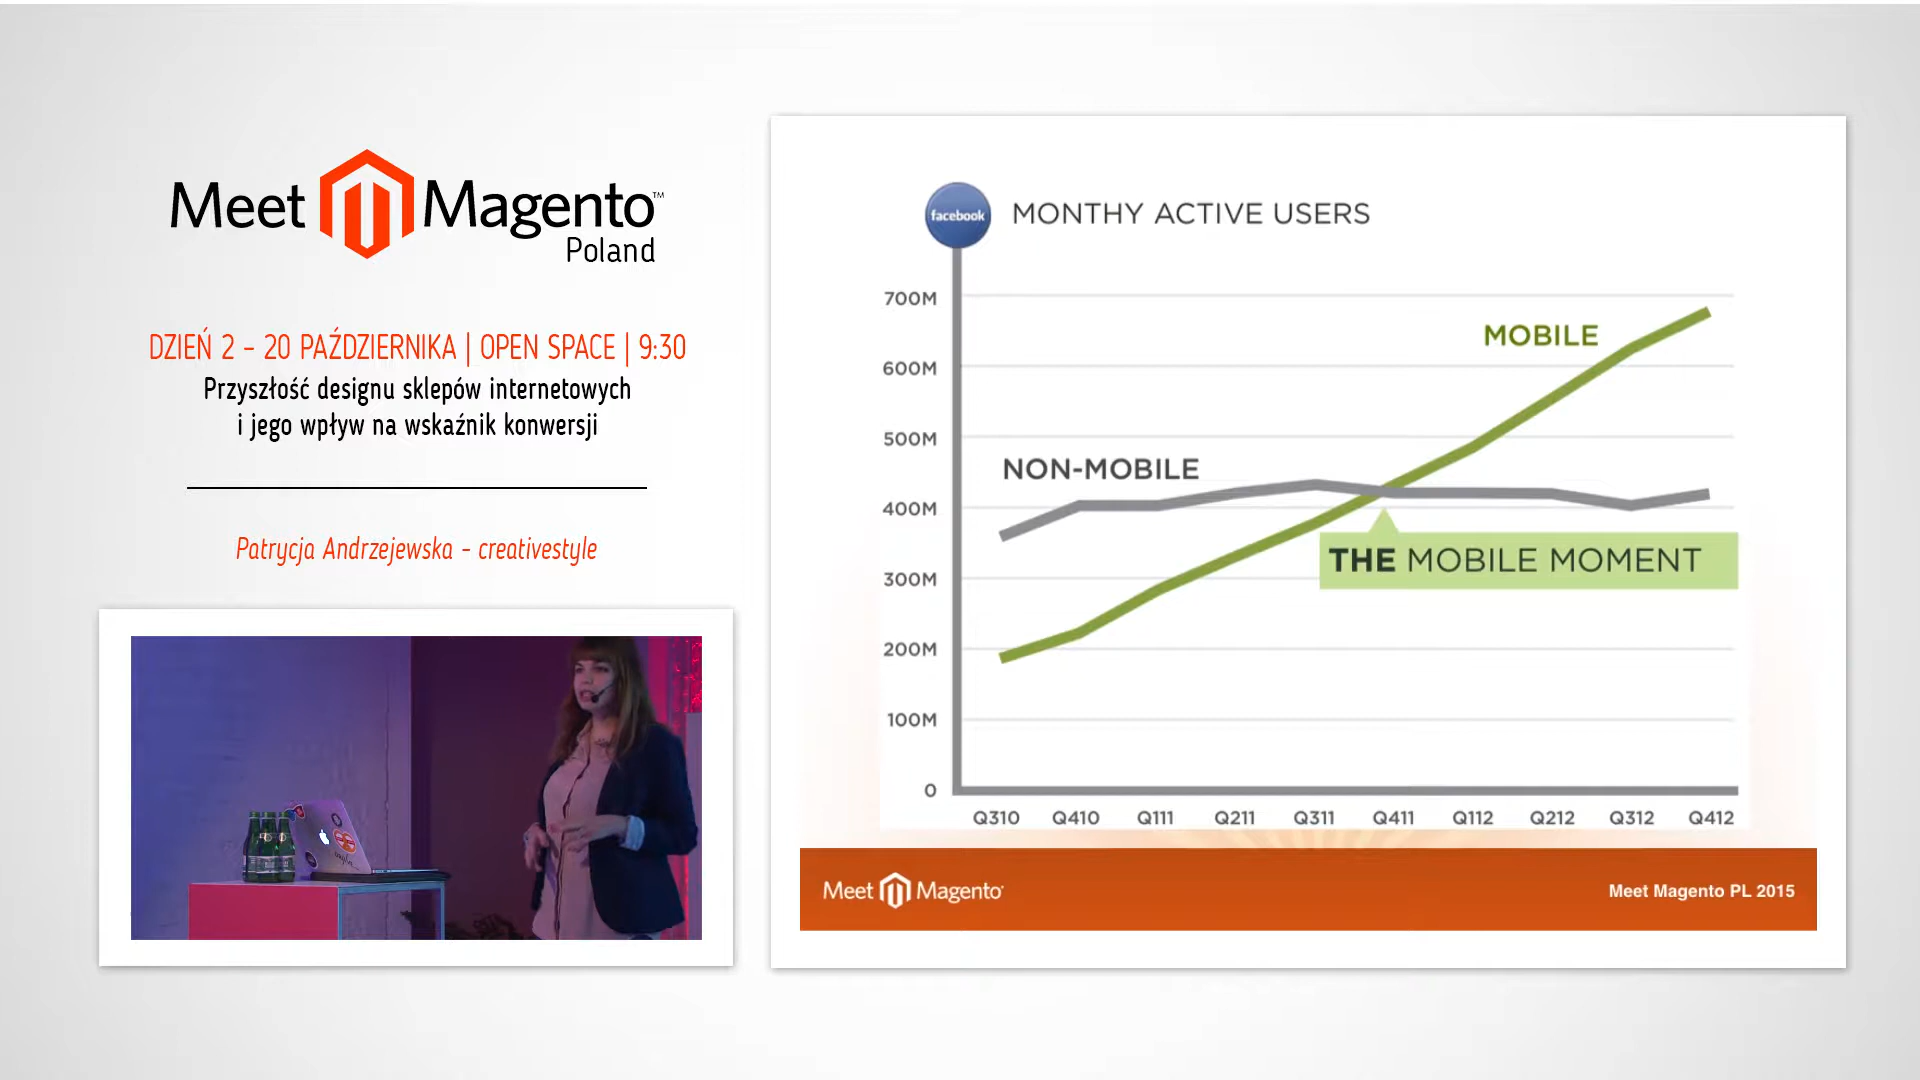 Meet Magento™
Poland
DZIEŃ 2 - 20 PAŹDZIERNIKA | OPEN SPACE | 9:30
Przyszłość designu sklepów internetowych
i jego wpływ na wskaźnik konwersji
Patrycja Andrzejewska - creativestyle
facebook MONTHY ACTIVE USERS
700M
600M
500M
400M
300M
200M
100M
0
MOBILE
NON-MOBILE
THE MOBILE MOMENT
Q310 Q410 Q111 Q211 Q311 Q411 Q112 Q212 Q312 Q412
Meet Magento
Meet Magento PL 2015